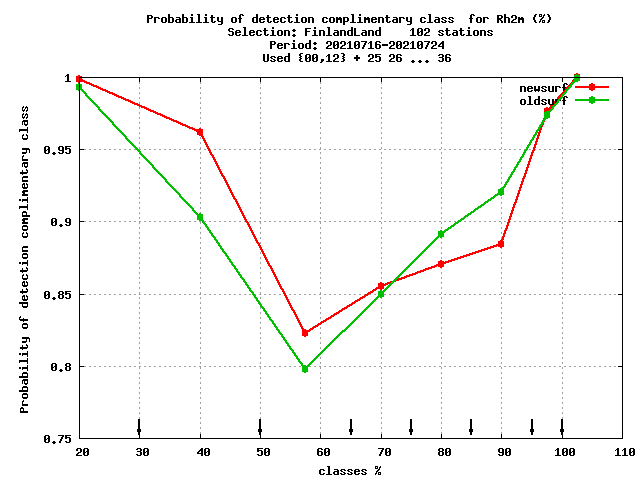 Probability of detection complimentary class  for Rh2m (%)
Selection: FinlandLand    102 stations
Period: 20210716-20210724
Used {00,12} + 25 26 ... 36
1
0.95
0.9
0.85
0.8
0.75
Probability of detection complimentary class
newsurf
oldsurf
20 30 40 50 60 70 80 90 100 110
classes %